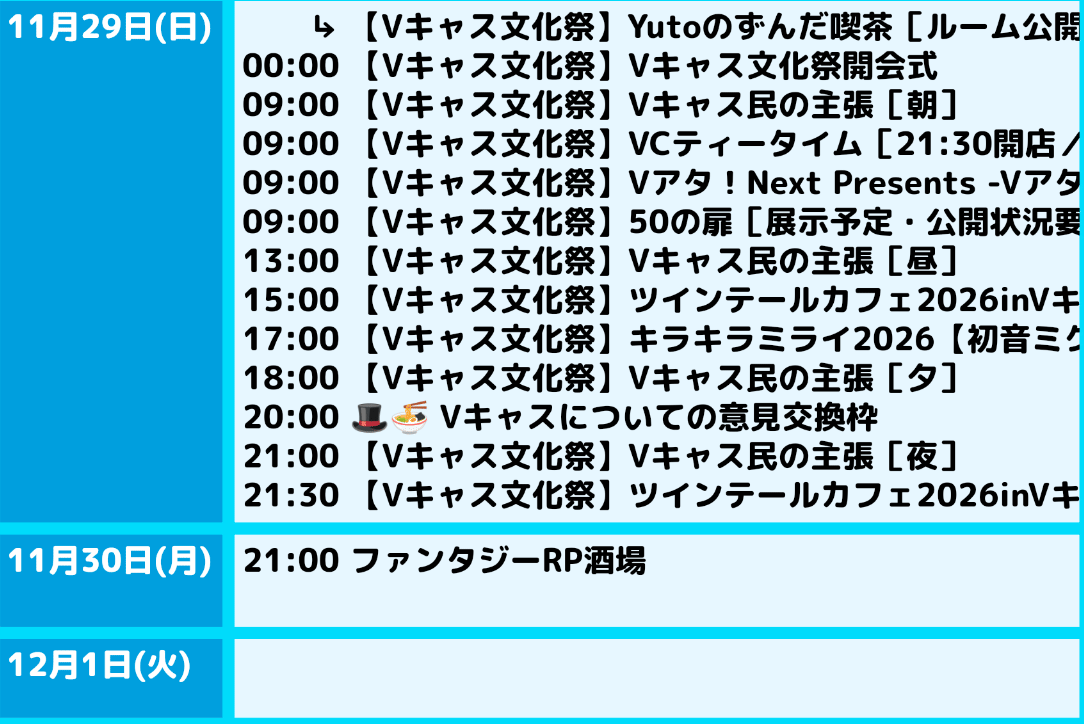 11月29日(日)
↳ 【Vキャス文化祭】Yutoのずんだ喫茶［ルーム公開
00:00 【Vキャス文化祭】Vキャス文化祭開会式
09:00 【Vキャス文化祭】Vキャス民の主張［朝］
09:00 【Vキャス文化祭】VCティータイム［21:30開店／
09:00 【Vキャス文化祭】Vアタ！Next Presents -Vアタ
09:00 【Vキャス文化祭】50の扉［展示予定・公開状況要
13:00 【Vキャス文化祭】Vキャス民の主張［昼］
15:00 【Vキャス文化祭】ツインテールカフェ2026inVキ
17:00 【Vキャス文化祭】キラキラミライ2026【初音ミク
18:00 【Vキャス文化祭】Vキャス民の主張［夕］
20:00 🎩🍜 Vキャスについての意見交換枠
21:00 【Vキャス文化祭】Vキャス民の主張［夜］
21:30 【Vキャス文化祭】ツインテールカフェ2026inVキ
11月30日(月)
21:00 ファンタジーRP酒場
12月1日(火)